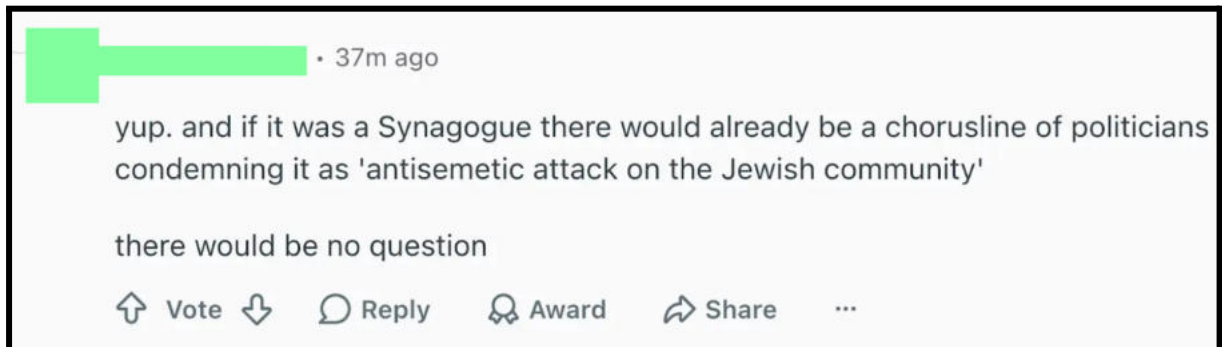 · 37m ago
yup. and if it was a Synagogue there would already be a chorusline of politicians
condemning it as 'antisemetic attack on the Jewish community'
there would be no question
Vote Reply Award Share ...